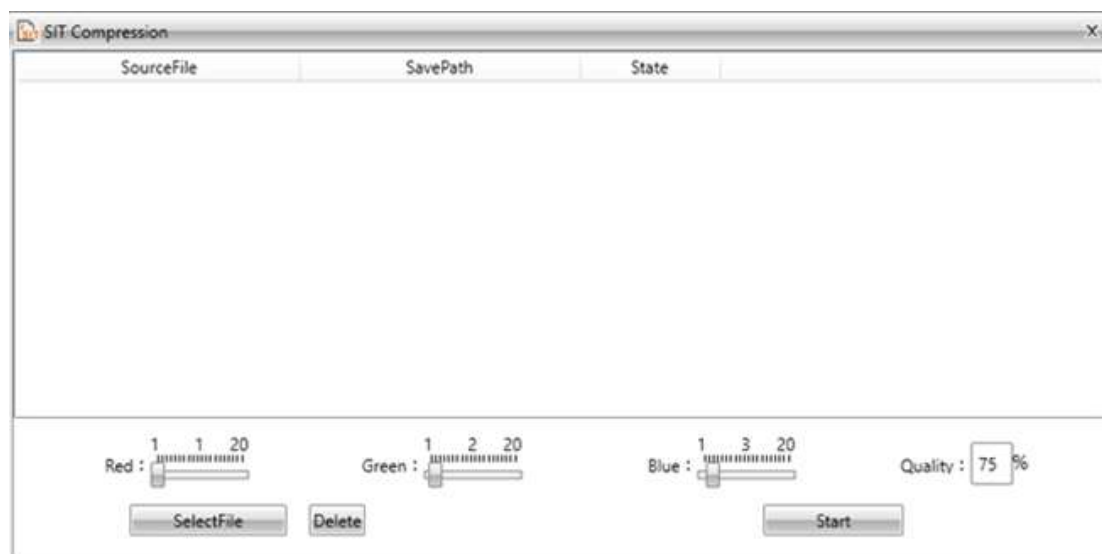 SIT Compression X
SourceFile SavePath State
Red : 1 1 20 Green : 1 2 20 Blue : 1 3 20 Quality : 75 %
SelectFile Delete Start